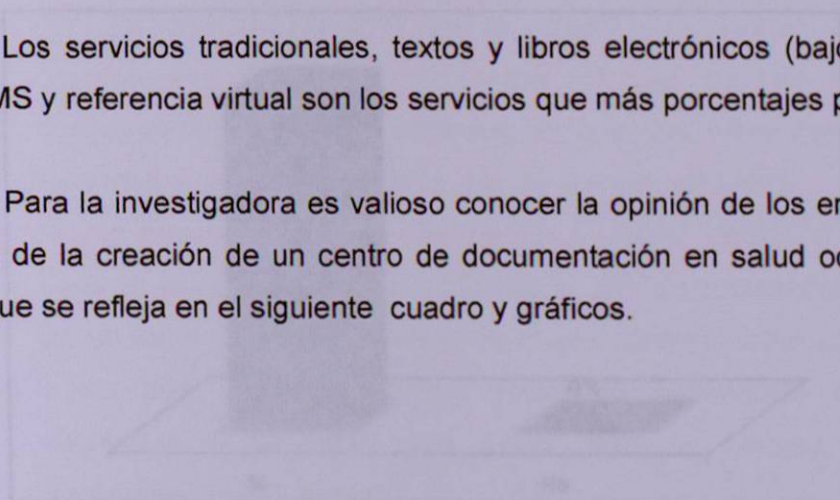 Los servicios tradicionales, textos y libros electrónicos (bajo
MS y referencia virtual son los servicios que más porcentajes
Para la investigadora es valioso conocer la opinión de los
de la creación de un centro de documentación en salud
se refleja en el siguiente cuadro y gráficos.